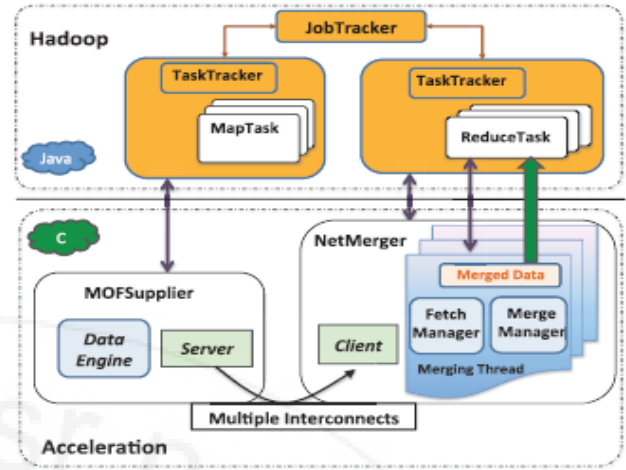 Hadoop
JobTracker
TaskTracker
MapTask
TaskTracker
ReduceTask
Java
C
NetMerger
Merged Data
Fetch
Manager
Merge
Manager
Merging Thread
MOFSupplier
Data
Engine
Server
Client
Multiple Interconnects
Acceleration